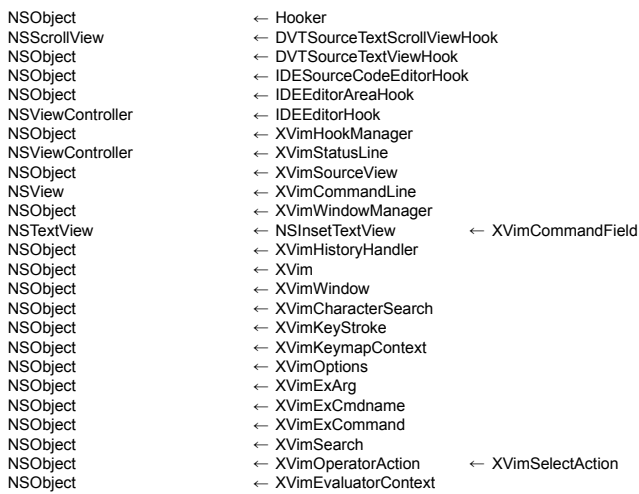 NSObject ← Hooker
NSScrollView ← DVTSourceTextScrollViewHook
NSObject ← DVTSourceTextViewHook
NSObject ← IDESourceCodeEditorHook
NSObject ← IDEEditorAreaHook
NSViewController ← IDEEditorHook
NSObject ← XVimHookManager
NSViewController ← XVimStatusLine
NSObject ← XVimSourceView
NSView ← XVimCommandLine
NSObject ← XVimWindowManager
NSTextView ← NSInsetTextView ← XVimCommandField
NSObject ← XVimHistoryHandler
NSObject ← XVim
NSObject ← XVimWindow
NSObject ← XVimCharacterSearch
NSObject ← XVimKeyStroke
NSObject ← XVimKeymapContext
NSObject ← XVimOptions
NSObject ← XVimExArg
NSObject ← XVimExCmdname
NSObject ← XVimExCommand
NSObject ← XVimSearch
NSObject ← XVimOperatorAction ← XVimSelectAction
NSObject ← XVimEvaluatorContext